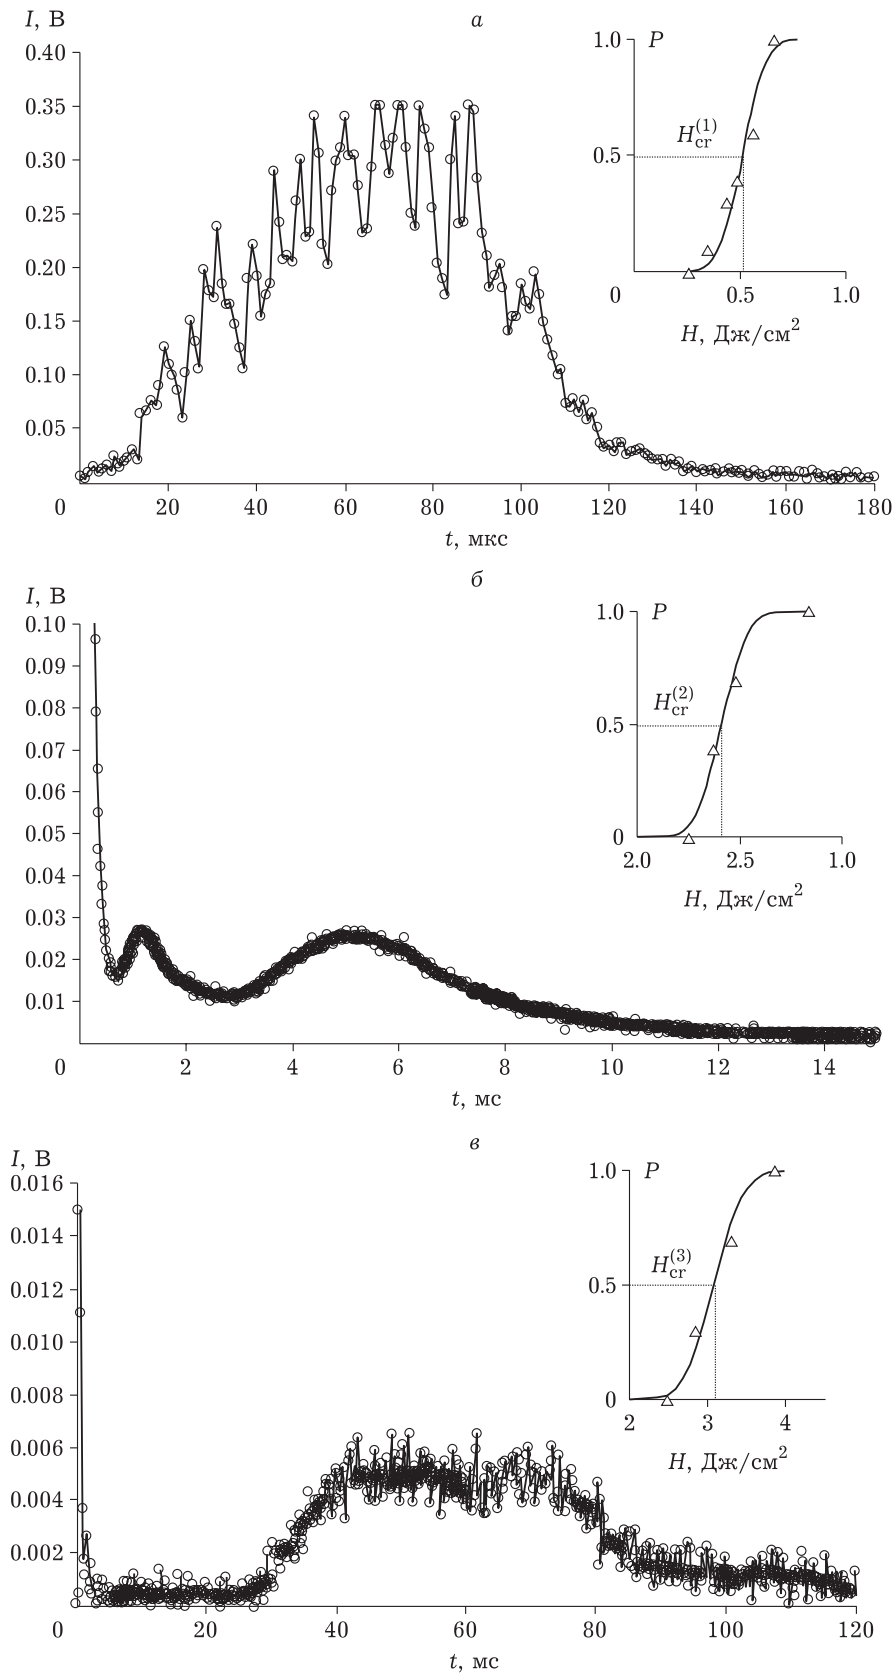 а
I, В
0.40
0.35
0.30
0.25
0.20
0.15
0.10
0.05
0 20 40 60 80 100 120 140 160 180
t, мкс
1.0 P
H_cr^(1)
0.5
0 0.5 1.0
H, Дж/см²
б
I, В
0.10
0.09
0.08
0.07
0.06
0.05
0.04
0.03
0.02
0.01
0 2 4 6 8 10 12 14
t, мс
1.0 P
H_cr^(2)
0.5
0
2.0 2.5 1.0
H, Дж/см²
в
I, В
0.016
0.014
0.012
0.010
0.008
0.006
0.004
0.002
0 20 40 60 80 100 120
t, мс
1.0 P
H_cr^(3)
0.5
0
2 3 4
H, Дж/см²